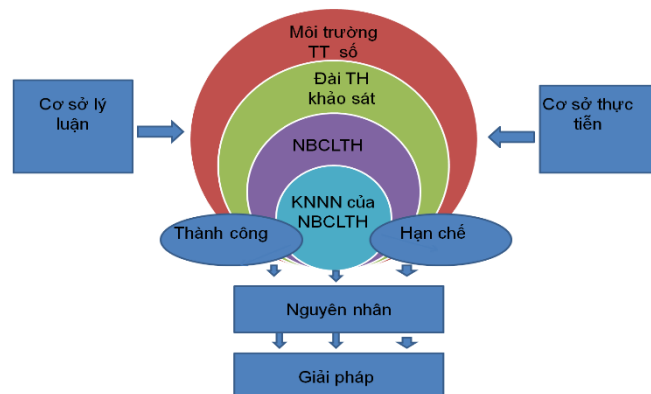 Môi trường
TT số
Đài TH
khảo sát
Cơ sở lý
luận
Cơ sở thực
tiễn
NBCLTH
KNNN của
NBCLTH
Thành công
Hạn chế
Nguyên nhân
Giải pháp